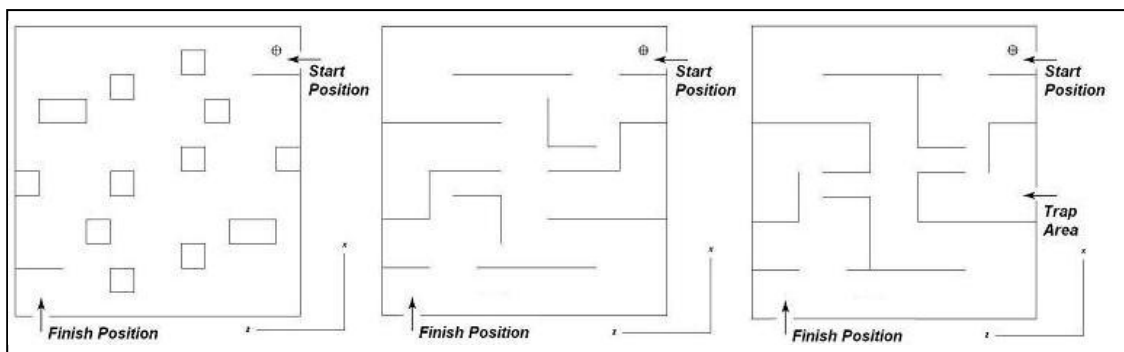 Start
Position
x
z
Finish Position
Start
Position
x
z
Finish Position
Start
Position
Trap
Area
x
z
Finish Position